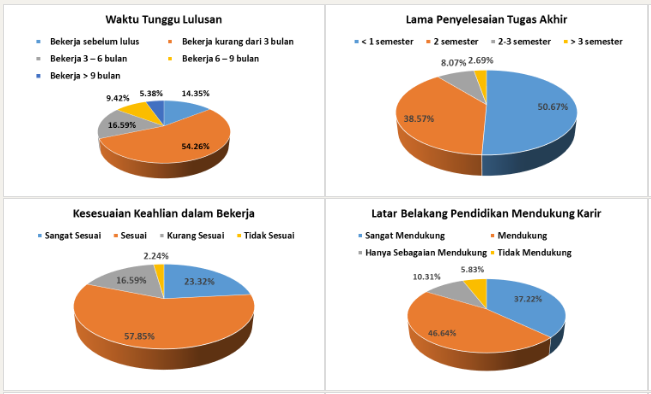 Waktu Tunggu Lulusan
Bekerja sebelum lulus
Bekerja kurang dari 3 bulan
Bekerja 3 – 6 bulan
Bekerja 6 – 9 bulan
Bekerja > 9 bulan
5.38%
14.35%
9.42%
16.59%
54.26%
Lama Penyelesaian Tugas Akhir
< 1 semester
2 semester
2-3 semester
> 3 semester
8.07%
2.69%
50.67%
38.57%
Kesesuaian Keahlian dalam Bekerja
Sangat Sesuai
Sesuai
Kurang Sesuai
Tidak Sesuai
2.24%
16.59%
23.32%
57.85%
Latar Belakang Pendidikan Mendukung Karir
Sangat Mendukung
Mendukung
Hanya Sebagaian Mendukung
Tidak Mendukung
10.31%
5.83%
37.22%
46.64%